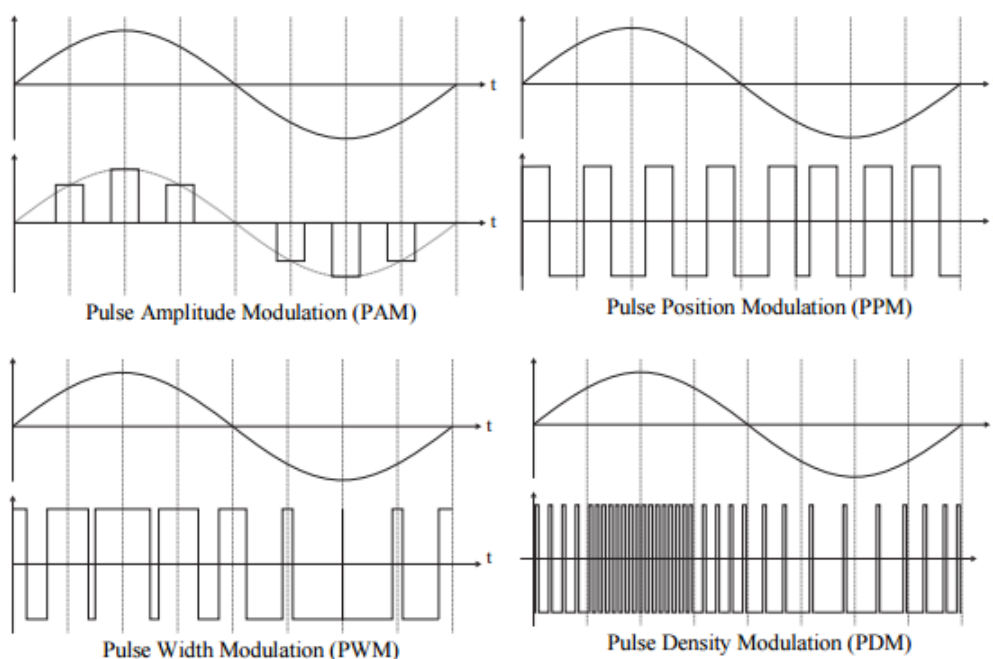 t
t
Pulse Amplitude Modulation (PAM)
Pulse Position Modulation (PPM)
t
t
Pulse Width Modulation (PWM)
Pulse Density Modulation (PDM)